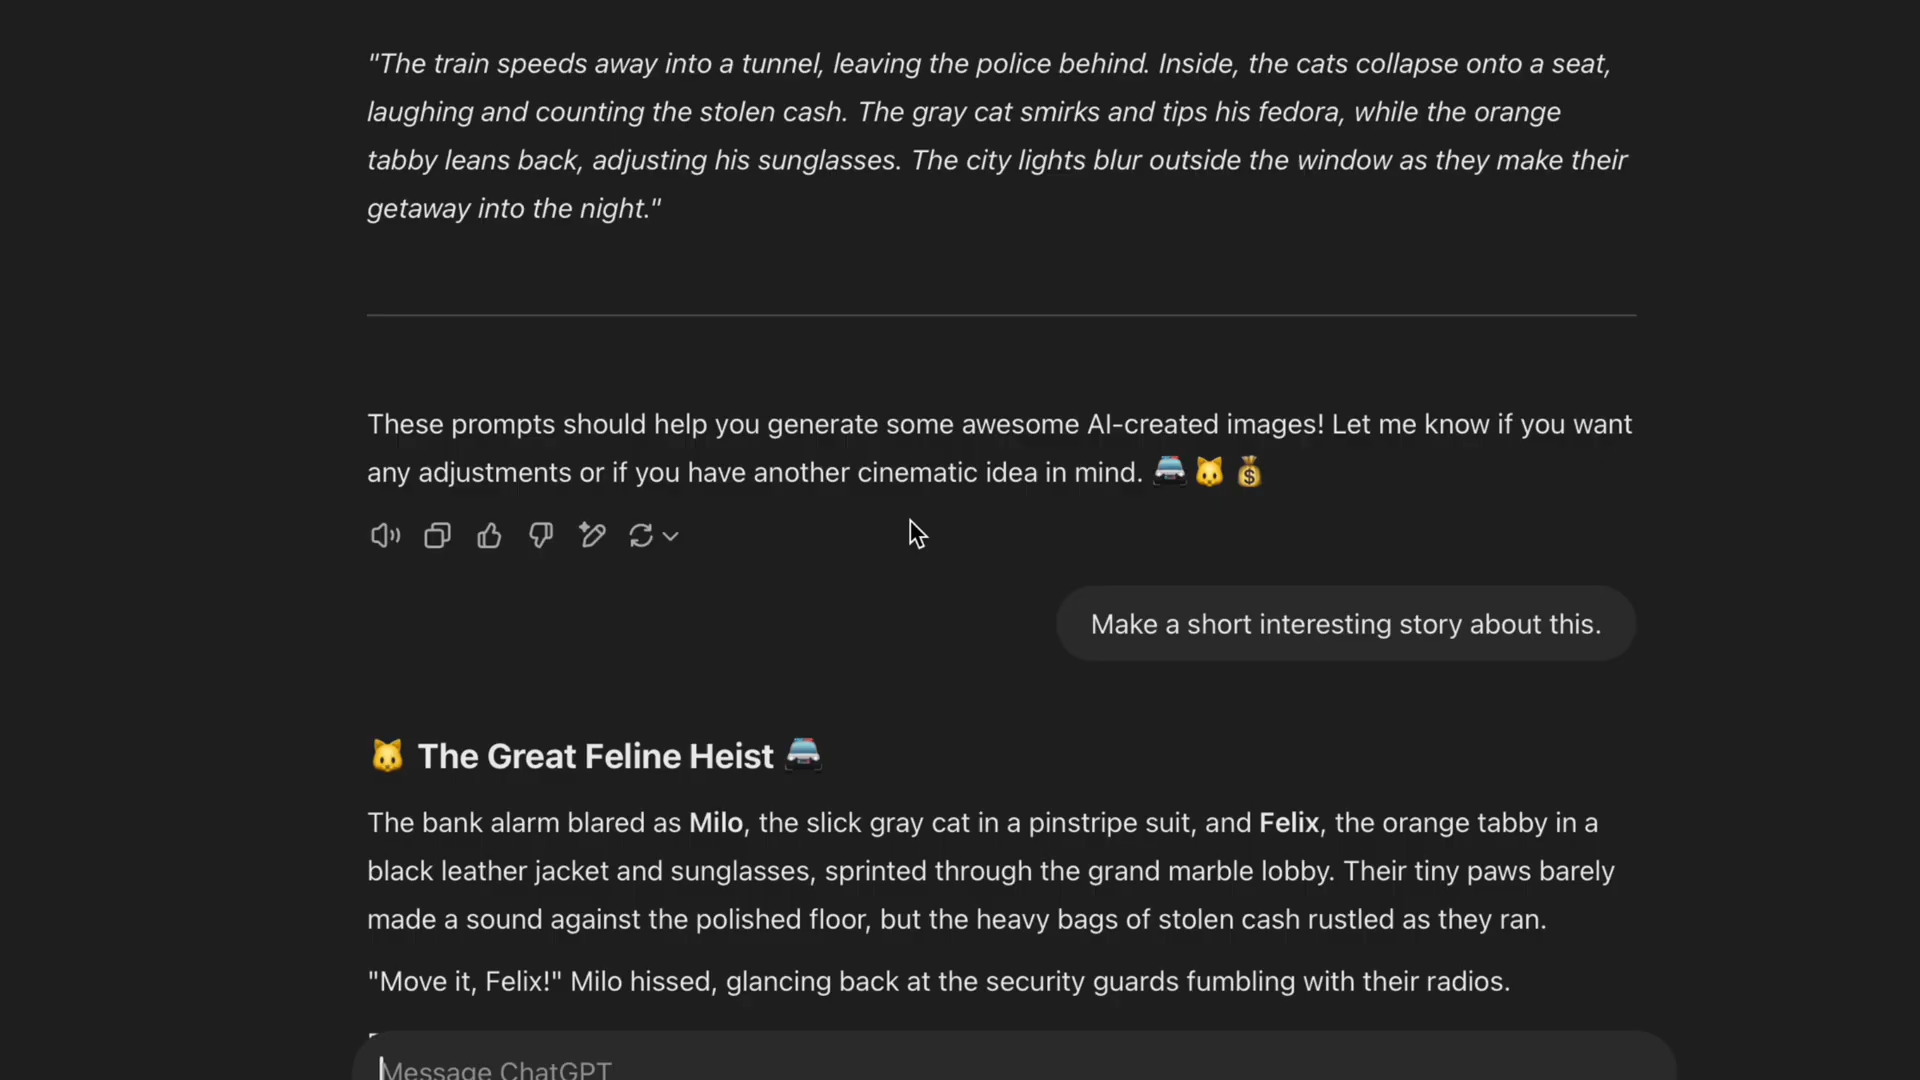 "The train speeds away into a tunnel, leaving the police behind. Inside, the cats collapse onto a seat,
laughing and counting the stolen cash. The gray cat smirks and tips his fedora, while the orange
tabby leans back, adjusting his sunglasses. The city lights blur outside the window as they make their
getaway into the night."
These prompts should help you generate some awesome AI-created images! Let me know if you want
any adjustments or if you have another cinematic idea in mind. 🚔🐱💰
Make a short interesting story about this.
🐱 The Great Feline Heist 🚔
The bank alarm blared as Milo, the slick gray cat in a pinstripe suit, and Felix, the orange tabby in a
black leather jacket and sunglasses, sprinted through the grand marble lobby. Their tiny paws barely
made a sound against the polished floor, but the heavy bags of stolen cash rustled as they ran.
"Move it, Felix!" Milo hissed, glancing back at the security guards fumbling with their radios.
Message ChatGPT